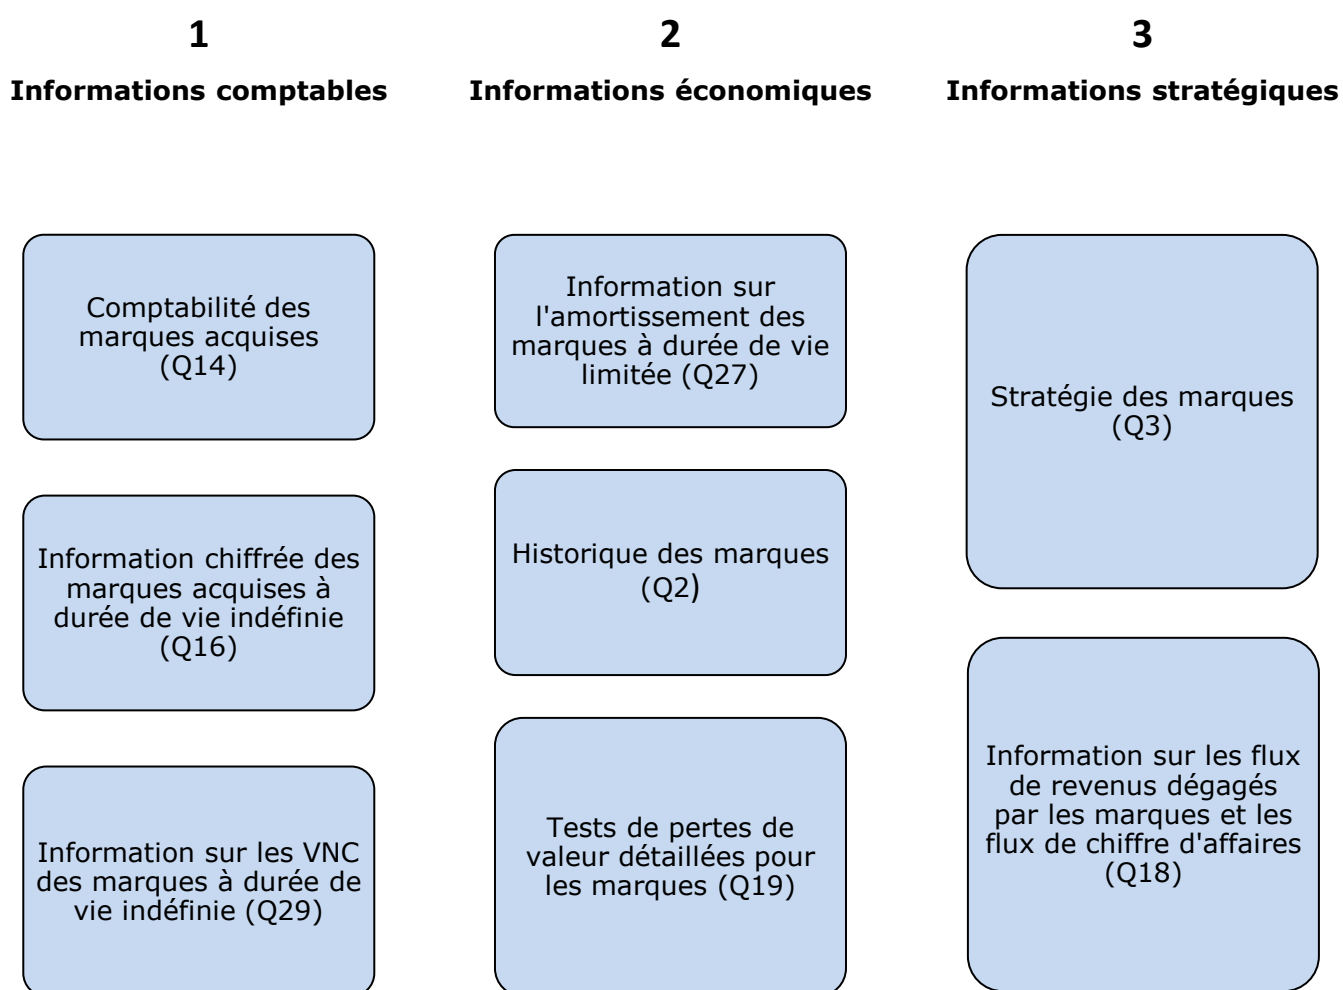 1
Informations comptables
Comptabilité des
marques acquises
(Q14)
Information chiffrée des
marques acquises à
durée de vie indéfinie
(Q16)
Information sur les VNC
des marques à durée de
vie indéfinie (Q29)
2
Informations économiques
Information sur
l'amortissement des
marques à durée de vie
limitée (Q27)
Historique des marques
(Q2)
Tests de pertes de
valeur détaillées pour
les marques (Q19)
3
Informations stratégiques
Stratégie des marques
(Q3)
Information sur les flux
de revenus dégagés
par les marques et les
flux de chiffre d'affaires
(Q18)